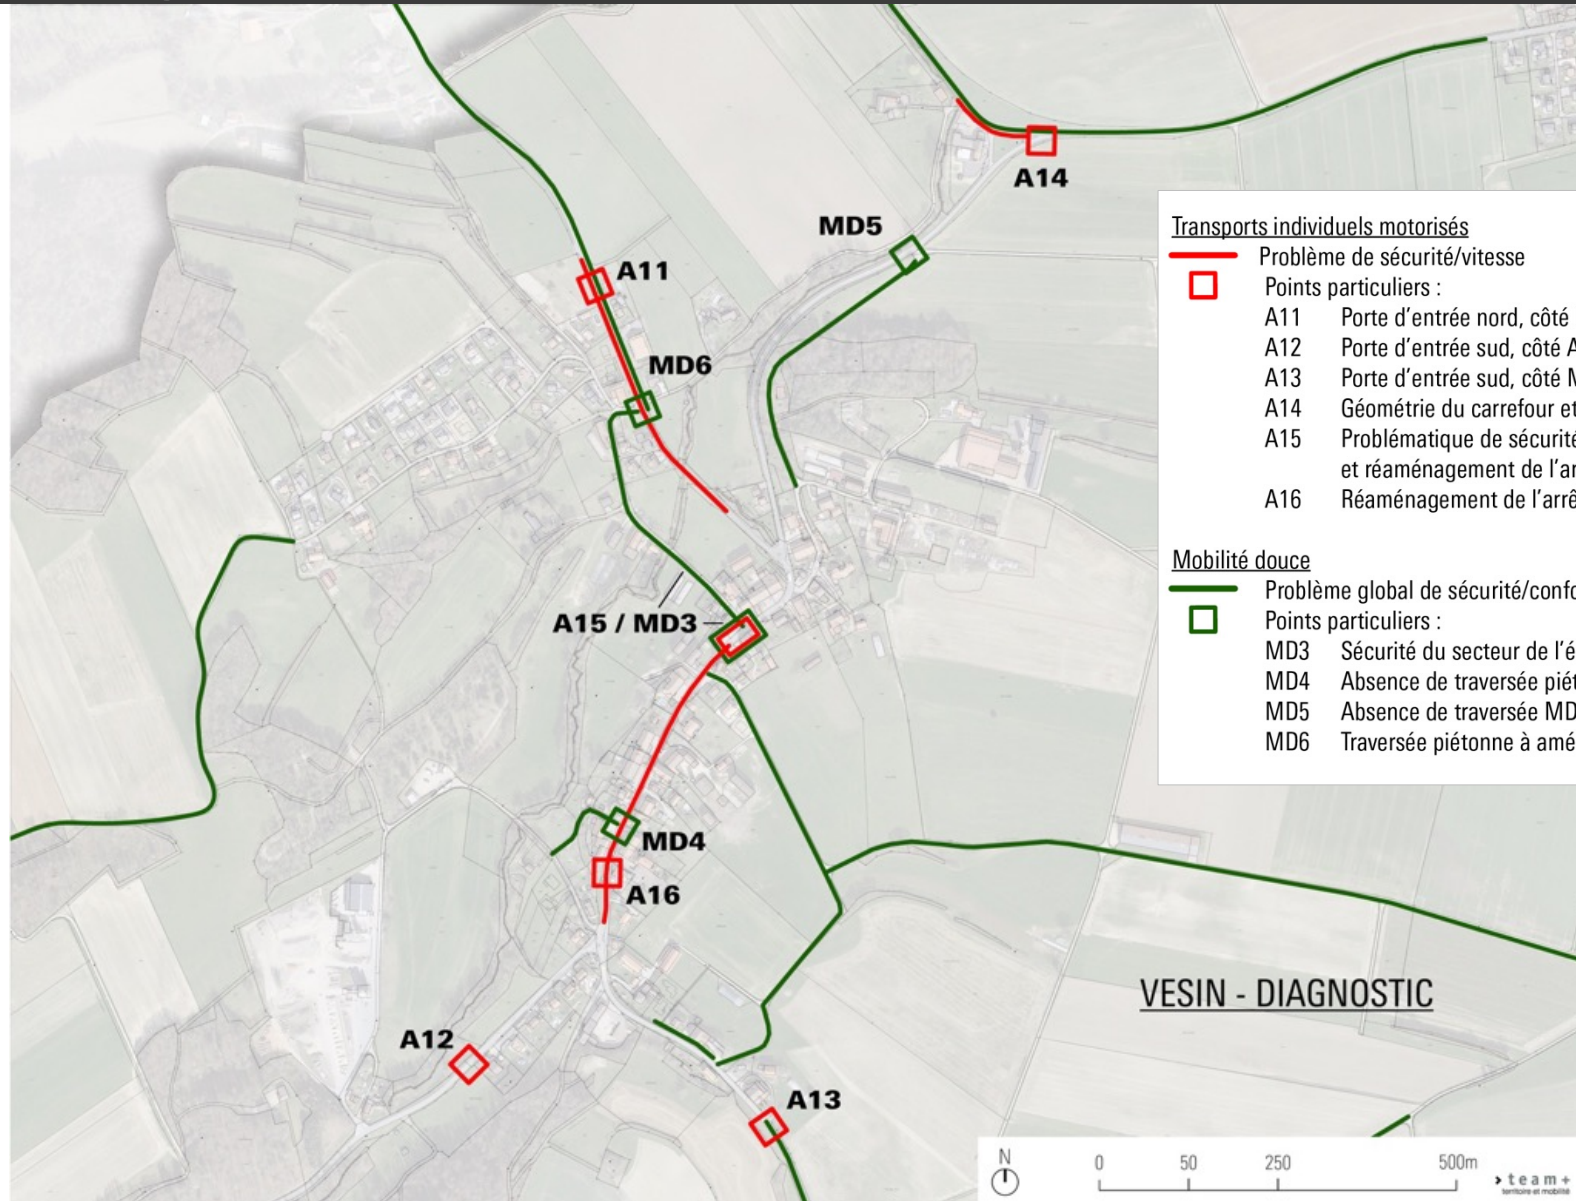 A14
MD5
A11
MD6
A15 / MD3
MD4
A16
A12
A13
Transports individuels motorisés
Problème de sécurité/vitesse
Points particuliers :
A11 Porte d'entrée nord, côté
A12 Porte d'entrée sud, côté A
A13 Porte d'entrée sud, côté M
A14 Géométrie du carrefour et
A15 Problématique de sécurité
et réaménagement de l'ar
A16 Réaménagement de l'arrê
Mobilité douce
Problème global de sécurité/confo
Points particuliers :
MD3 Sécurité du secteur de l'é
MD4 Absence de traversée piét
MD5 Absence de traversée MD
MD6 Traversée piétonne à amé
VESIN - DIAGNOSTIC
N
0 50 250 500m
team+
territoire et mobilité